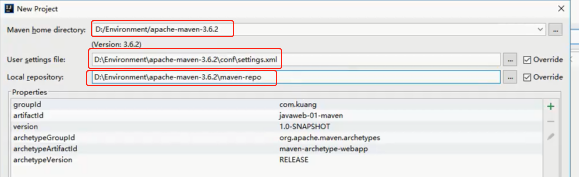 New Project
Maven home directory: D:/Environment/apache-maven-3.6.2
(Version: 3.6.2)
User settings file: D:\Environment\apache-maven-3.6.2\conf\settings.xml ... Override
Local repository: D:\Environment\apache-maven-3.6.2\maven-repo ... Override
Properties
groupId com.kuang
artifactId javaweb-01-maven
version 1.0-SNAPSHOT
archetypeGroupId org.apache.maven.archetypes
archetypeArtifactId maven-archetype-webapp
archetypeVersion RELEASE